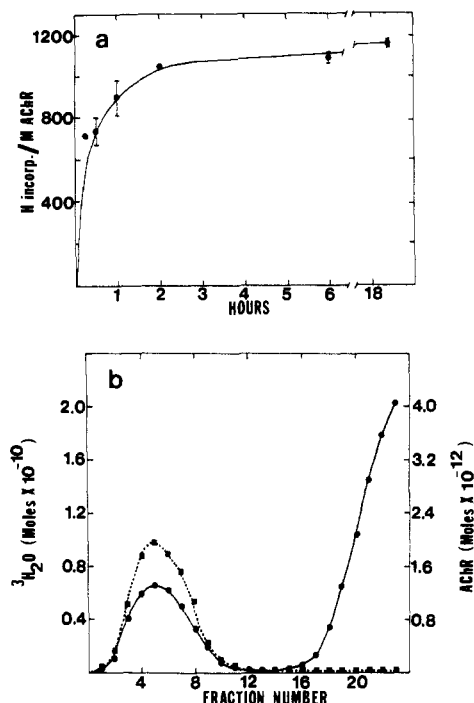 a
1200
800
400
H incorp./M AChR
1 2 3 4 5 6 18
HOURS
b
2.0
1.6
1.2
0.8
0.4
³H₂O (Moles X 10⁻¹⁰)
4.0
3.2
2.4
1.6
0.8
AChR (Moles X 10⁻¹²)
4 8 12 16 20
FRACTION NUMBER